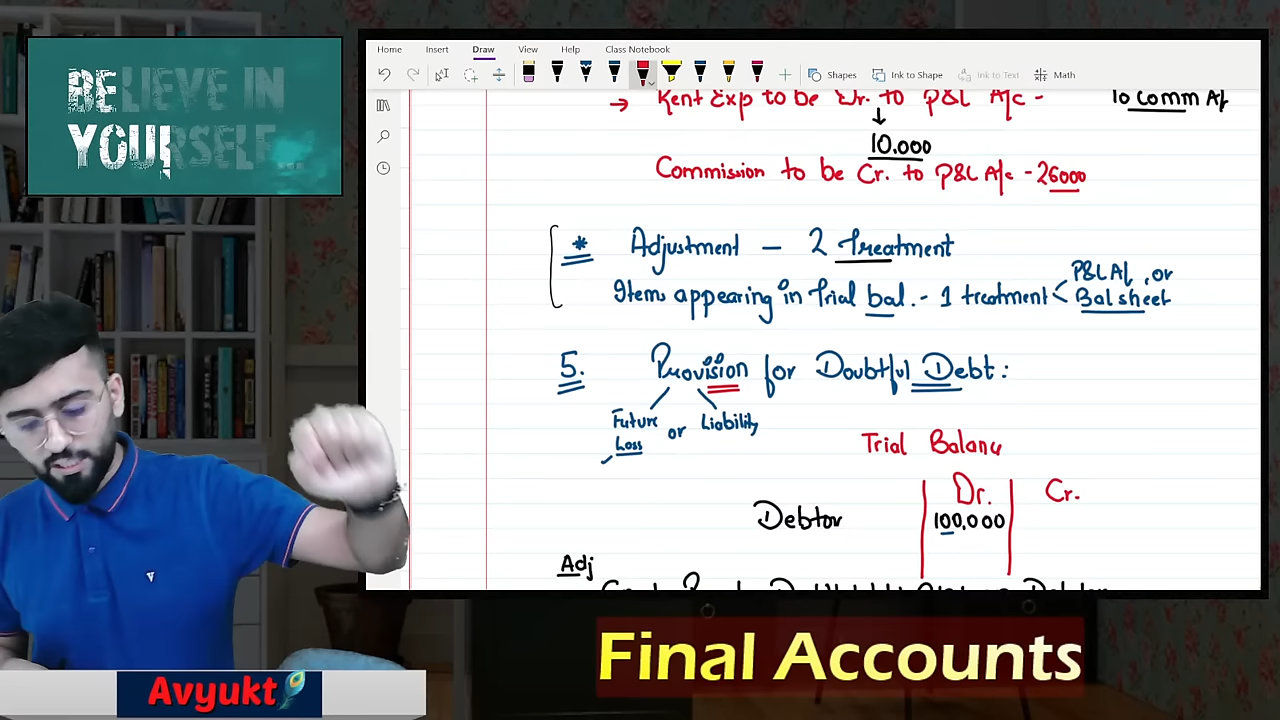 BELIEVE IN
YOURSELF...
Home Insert Draw View Help Class Notebook
Shapes Ink to Shape Ink to Text Math
→ Rent Exp to be Dr. to P&L A/c -
To Comm A/
10.000
Commission to be Cr. to P&L A/c - 26000
* Adjustment - 2 Treatment
Items appearing in Trial bal. - 1 treatment < P&L A/c, or
Bal sheet
5. Provision for Doubtful Debt:
Future or Liability
Loss
Trial Balance
Dr. Cr.
Debtor 100,000
Adj
Final Accounts
Avyukt